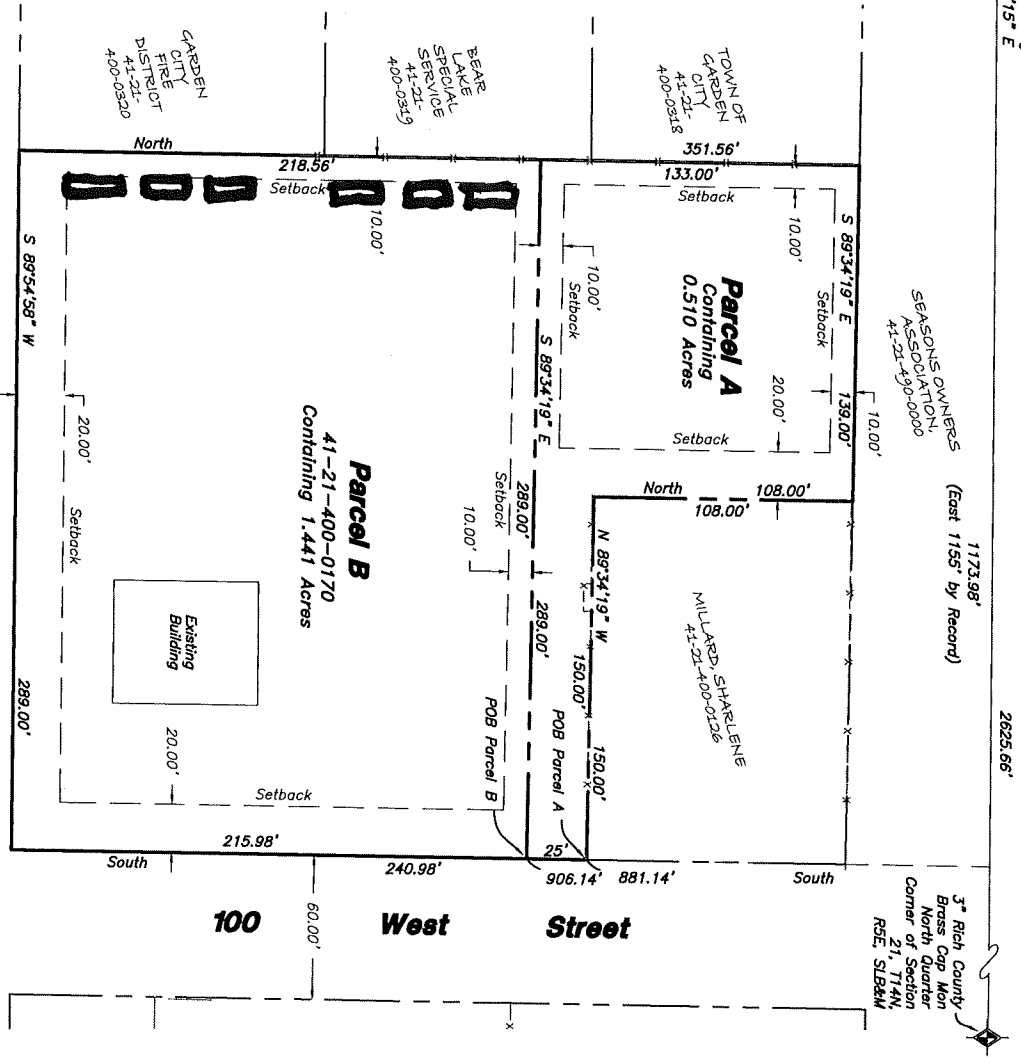 '15" E
GARDEN
CITY
FIRE
DISTRICT
41-21-
400-0320
BEAR
LAKE
SPECIAL
SERVICE
41-21-
400-0319
TOWN OF
GARDEN
CITY
41-21-
400-0318
North
218.56'
351.56'
133.00'
Setback
Setback
10.00'
10.00'
S 89°34'19" E
139.00'
Setback
10.00'
SEASONS OWNERS
ASSOCIATION,
41-21-490-0000
1173.98'
(East 1155' by Record)
2625.66'
Parcel A
Containing
0.510 Acres
10.00'
Setback
20.00'
Setback
S 89°54'58" W
289.00'
20.00'
Setback
S 89°34'19" E
289.00'
Setback
10.00'
289.00'
Parcel B
41-21-400-0170
Containing 1.441 Acres
North
108.00'
108.00'
N 89°34'19" W
150.00'
150.00'
MILLARD, SHARLENE
41-21-400-0126
Existing
Building
20.00'
Setback
POB Parcel B
POB Parcel A
215.98'
South
240.98'
25'
906.14'
881.14'
South
60.00'
100 West Street
3" Rich County
Brass Cap Mon
North Quarter
Corner of Section
21, T14N,
R5E, SLB&M